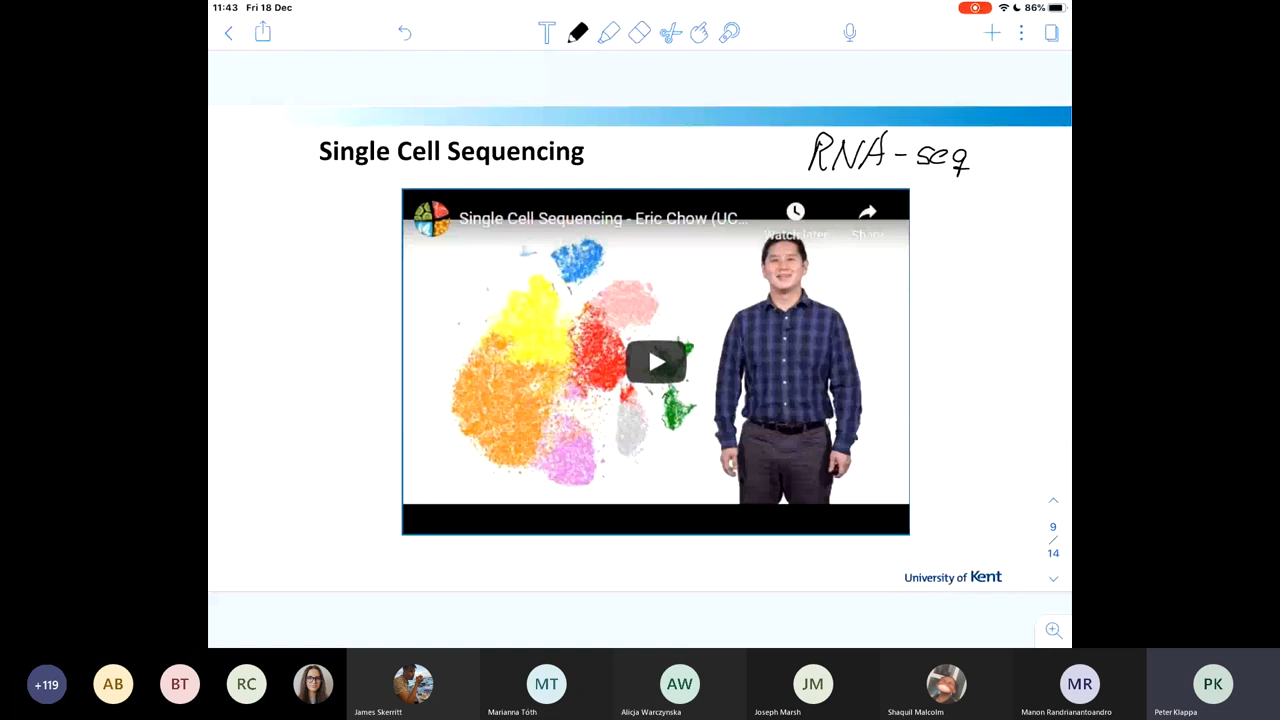 11:43 Fri 18 Dec
86%
T
Single Cell Sequencing
RNA-seq
Single Cell Sequencing - Eric Chow (UC...
Watch later
Share
9
/
14
University of Kent
+119
AB
BT
RC
MT
AW
JM
MR
PK
James Skerritt
Marianna Tóth
Alicja Warczynska
Joseph Marsh
Shaquil Malcolm
Manon Randrianantoandro
Peter Klappa